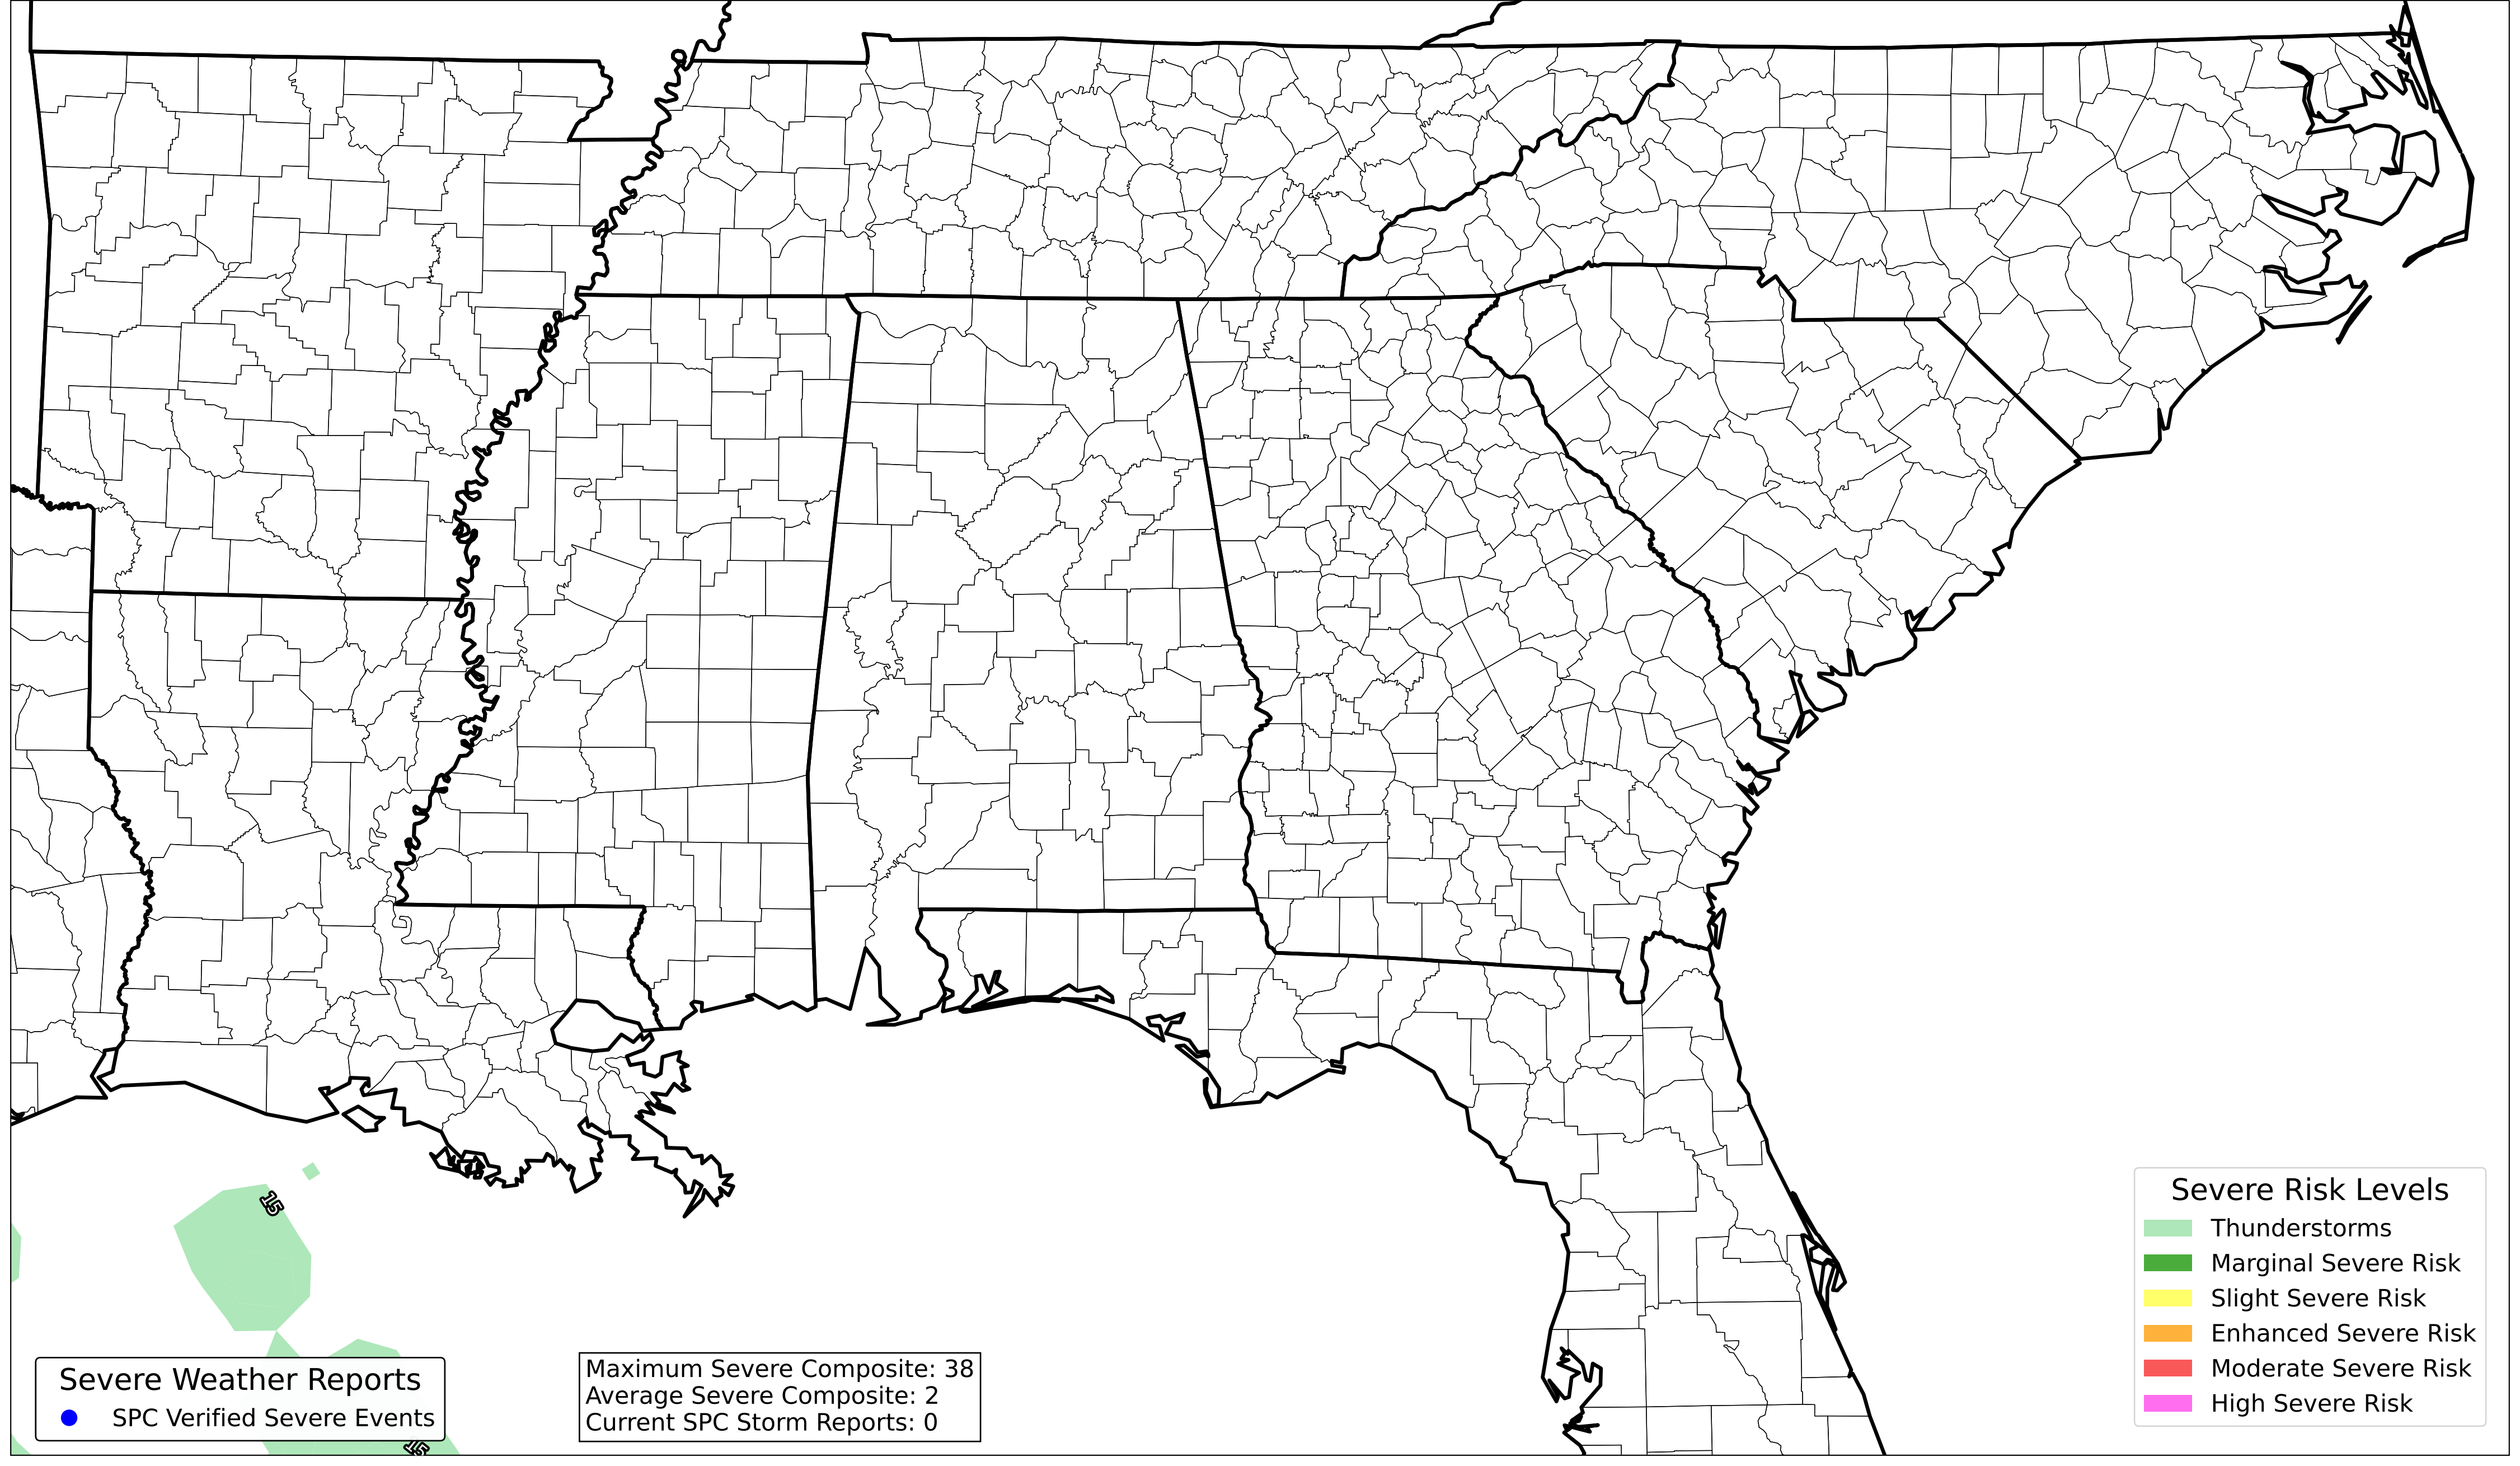 15
15
Severe Weather Reports
SPC Verified Severe Events
Maximum Severe Composite: 38
Average Severe Composite: 2
Current SPC Storm Reports: 0
Severe Risk Levels
Thunderstorms
Marginal Severe Risk
Slight Severe Risk
Enhanced Severe Risk
Moderate Severe Risk
High Severe Risk